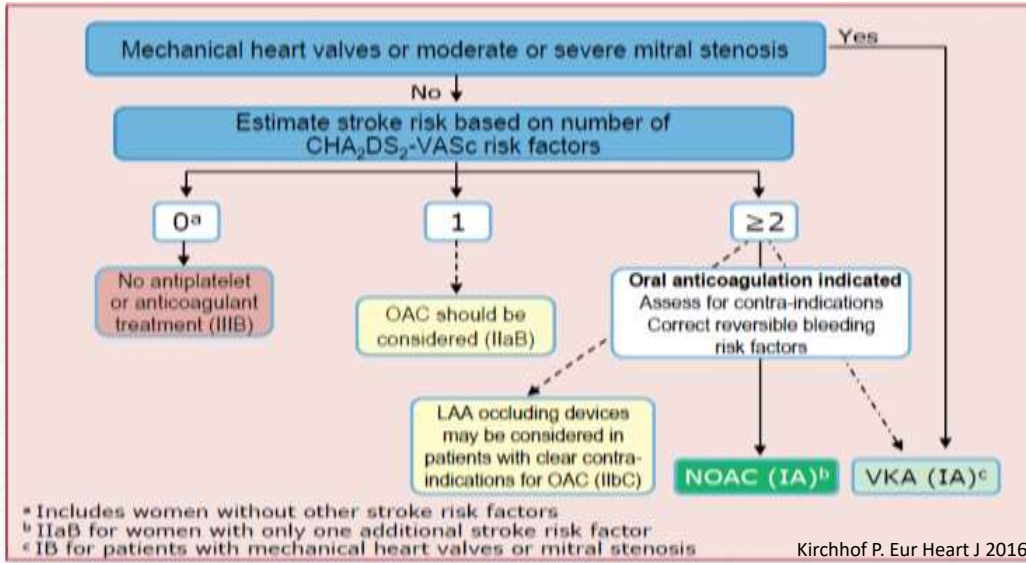 Mechanical heart valves or moderate or severe mitral stenosis
Yes
No
Estimate stroke risk based on number of
CHA₂DS₂-VASc risk factors
0ᵃ
1
≥2
No antiplatelet
or anticoagulant
treatment (IIIB)
OAC should be
considered (IIaB)
Oral anticoagulation indicated
Assess for contra-indications
Correct reversible bleeding
risk factors
LAA occluding devices
may be considered in
patients with clear contra-
indications for OAC (IIbC)
NOAC (IA)ᵇ
VKA (IA)ᶜ
ᵃ Includes women without other stroke risk factors
ᵇ IIaB for women with only one additional stroke risk factor
ᶜ IB for patients with mechanical heart valves or mitral stenosis
Kirchhof P. Eur Heart J 2016